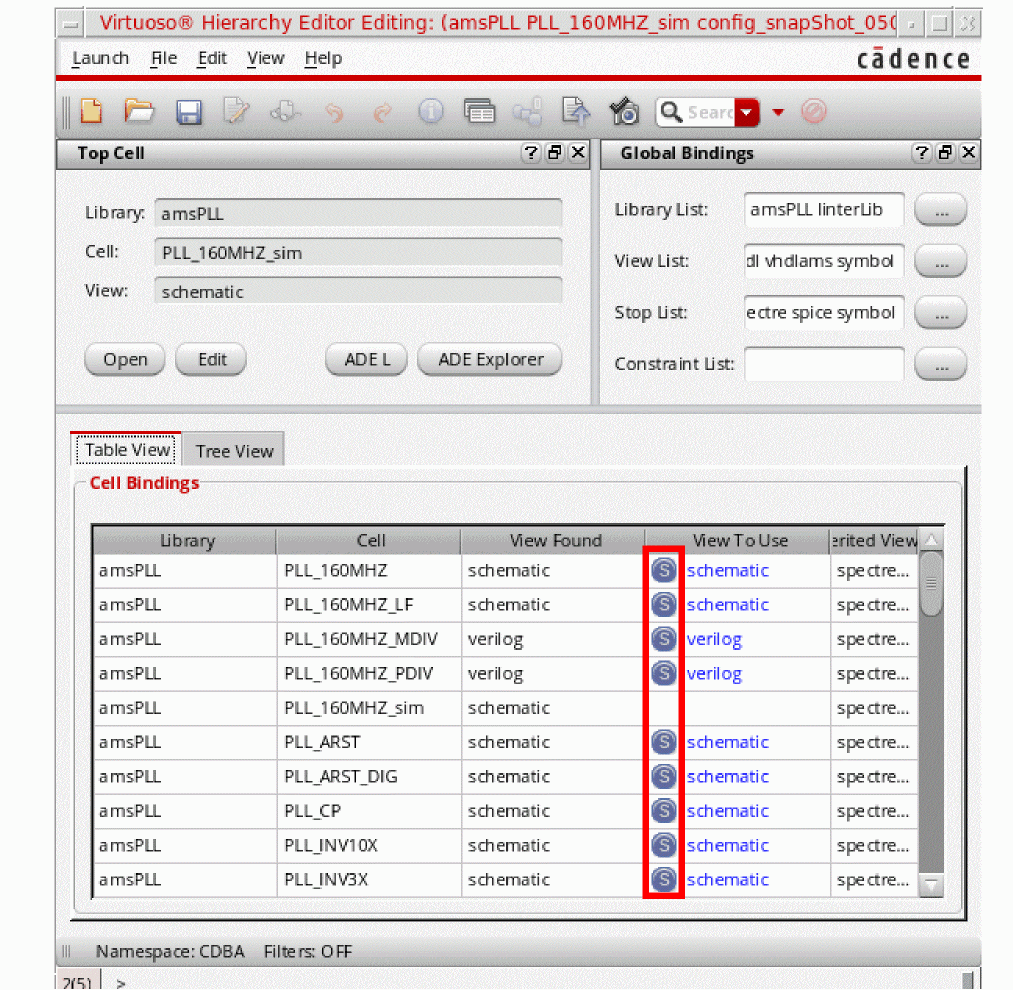 Virtuoso® Hierarchy Editor Editing: (amsPLL PLL_160MHZ_sim config_snapShot_050
Launch File Edit View Help cādence
Search
Top Cell
Global Bindings
Library: amsPLL
Cell: PLL_160MHZ_sim
View: schematic
Open Edit ADE L ADE Explorer
Library List: amsPLL linterLib ...
View List: dl vhdlams symbol ...
Stop List: ectre spice symbol ...
Constraint List: ...
Table View Tree View
Cell Bindings
Library Cell View Found View To Use erited View
amsPLL PLL_160MHZ schematic S schematic spectre...
amsPLL PLL_160MHZ_LF schematic S schematic spectre...
amsPLL PLL_160MHZ_MDIV verilog S verilog spectre...
amsPLL PLL_160MHZ_PDIV verilog S verilog spectre...
amsPLL PLL_160MHZ_sim schematic spectre...
amsPLL PLL_ARST schematic S schematic spectre...
amsPLL PLL_ARST_DIG schematic S schematic spectre...
amsPLL PLL_CP schematic S schematic spectre...
amsPLL PLL_INV10X schematic S schematic spectre...
amsPLL PLL_INV3X schematic S schematic spectre...
Namespace: CDBA Filters: OFF
2(5) >